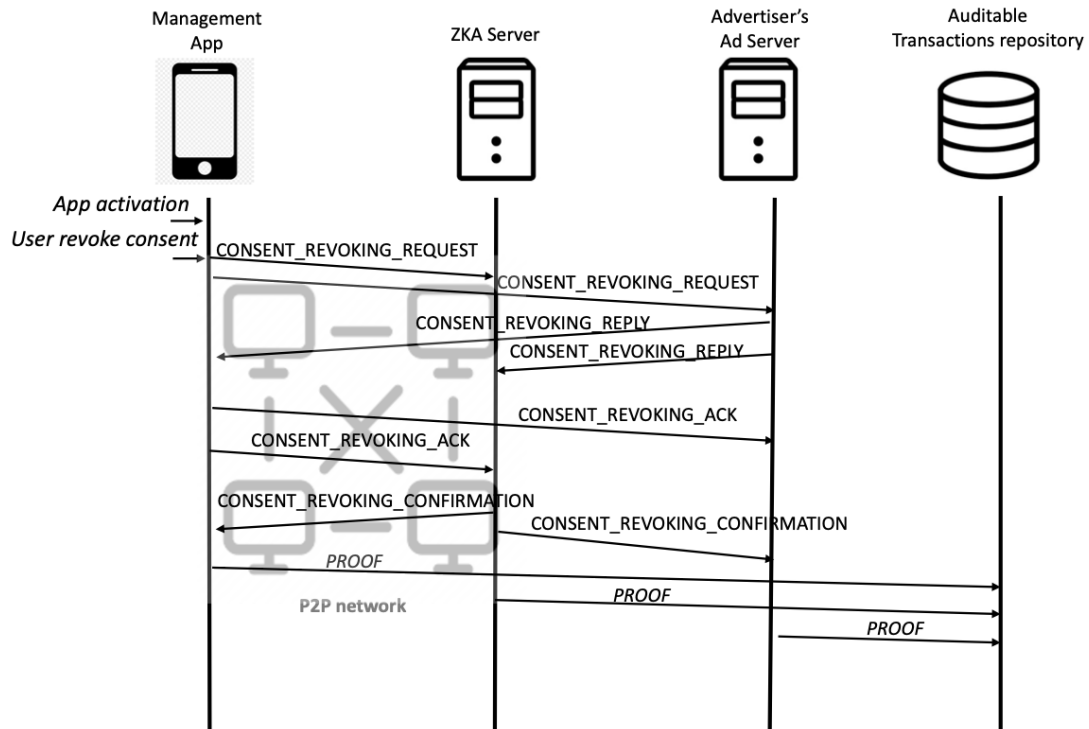 Management
App
ZKA Server
Advertiser's
Ad Server
Auditable
Transactions repository
App activation
User revoke consent
CONSENT_REVOKING_REQUEST
CONSENT_REVOKING_REQUEST
CONSENT_REVOKING_REPLY
CONSENT_REVOKING_REPLY
CONSENT_REVOKING_ACK
CONSENT_REVOKING_ACK
CONSENT_REVOKING_CONFIRMATION
CONSENT_REVOKING_CONFIRMATION
PROOF
PROOF
P2P network
PROOF